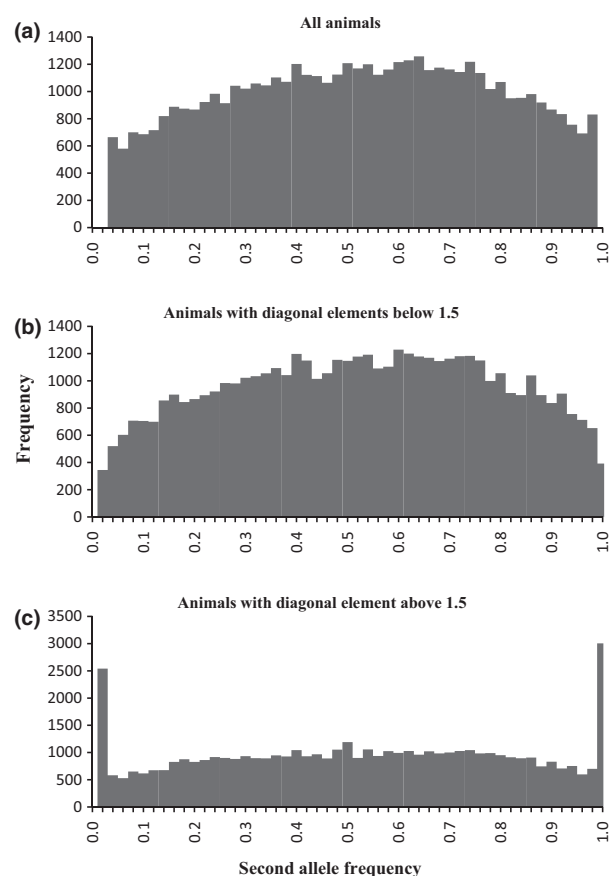 (a)
All animals
1400
1200
1000
800
600
400
200
0
0.0 0.1 0.2 0.3 0.4 0.5 0.6 0.7 0.8 0.9 1.0
(b)
Animals with diagonal elements below 1.5
1400
1200
1000
800
600
400
200
0
Frequency
0.0 0.1 0.2 0.3 0.4 0.5 0.6 0.7 0.8 0.9 1.0
(c)
Animals with diagonal element above 1.5
3500
3000
2500
2000
1500
1000
500
0
0.0 0.1 0.2 0.3 0.4 0.5 0.6 0.7 0.8 0.9 1.0
Second allele frequency